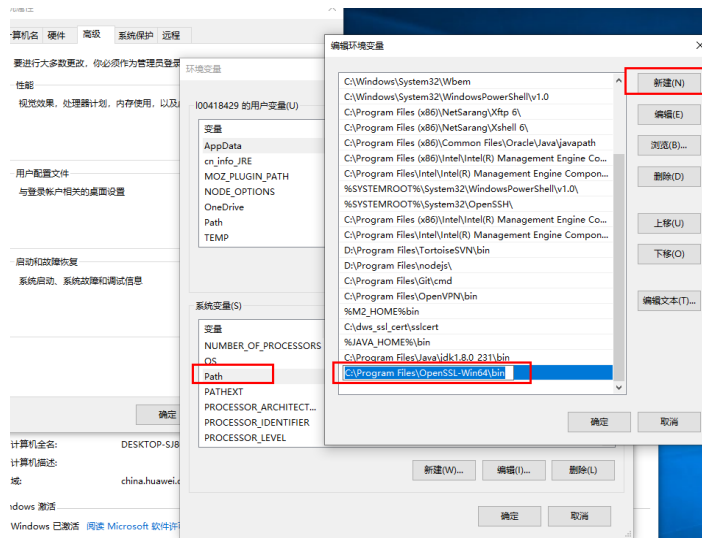 算机名 硬件 高级 系统保护 远程
要进行大多数更改，你必须作为管理员登录
性能
视觉效果，处理器计划，内存使用，以及
用户配置文件
与登录帐户相关的桌面设置
启动和故障恢复
系统启动、系统故障和调试信息
确定
计算机全名: DESKTOP-SJ8
计算机描述:
域: china.huawei.c
ndows 激活
Windows 已激活 阅读 Microsoft 软件许
环境变量
l00418429 的用户变量(U)
变量
AppData
cn_info_JRE
MOZ_PLUGIN_PATH
NODE_OPTIONS
OneDrive
Path
TEMP
系统变量(S)
变量
NUMBER_OF_PROCESSORS
OS
Path
PATHEXT
PROCESSOR_ARCHITECT...
PROCESSOR_IDENTIFIER
PROCESSOR_LEVEL
新建(W)... 编辑(I)... 删除(L)
确定 取消
编辑环境变量
C:\Windows\System32\Wbem
C:\Windows\System32\WindowsPowerShell\v1.0
C:\Program Files (x86)\NetSarang\Xftp 6\
C:\Program Files (x86)\NetSarang\Xshell 6\
C:\Program Files (x86)\Common Files\Oracle\Java\javapath
C:\Program Files (x86)\Intel\Intel(R) Management Engine Co...
C:\Program Files\Intel\Intel(R) Management Engine Compon...
%SYSTEMROOT%\System32\WindowsPowerShell\v1.0\
%SYSTEMROOT%\System32\OpenSSH\
C:\Program Files (x86)\Intel\Intel(R) Management Engine Co...
C:\Program Files\Intel\Intel(R) Management Engine Compon...
D:\Program Files\TortoiseSVN\bin
D:\Program Files\nodejs\
C:\Program Files\Git\cmd
C:\Program Files\OpenVPN\bin
%M2_HOME%bin
C:\dws_ssl_cert\sslcert
%JAVA_HOME%\bin
C:\Program Files\Java\jdk1.8.0_231\bin
C:\Program Files\OpenSSL-Win64\bin
新建(N)
编辑(E)
浏览(B)...
删除(D)
上移(U)
下移(O)
编辑文本(T)...
确定 取消